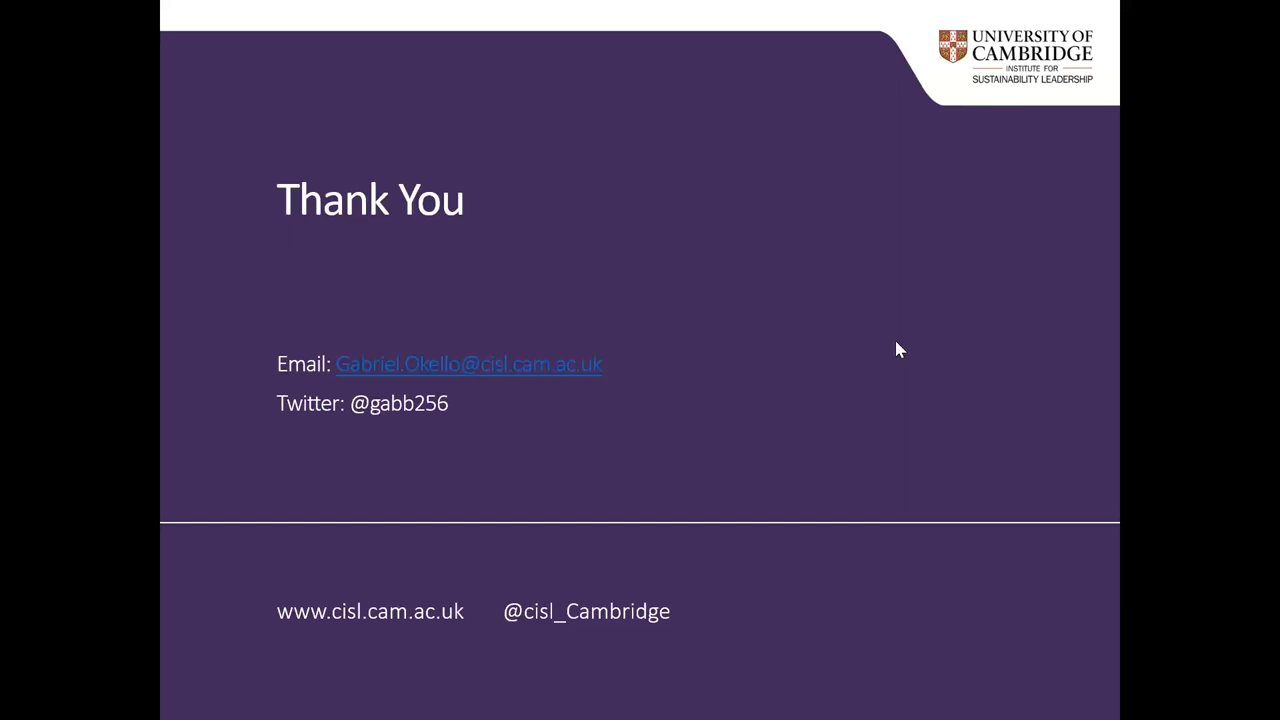 UNIVERSITY OF
CAMBRIDGE
INSTITUTE FOR
SUSTAINABILITY LEADERSHIP
Thank You
Email: Gabriel.Okello@cisl.cam.ac.uk
Twitter: @gabb256
www.cisl.cam.ac.uk @cisl_Cambridge